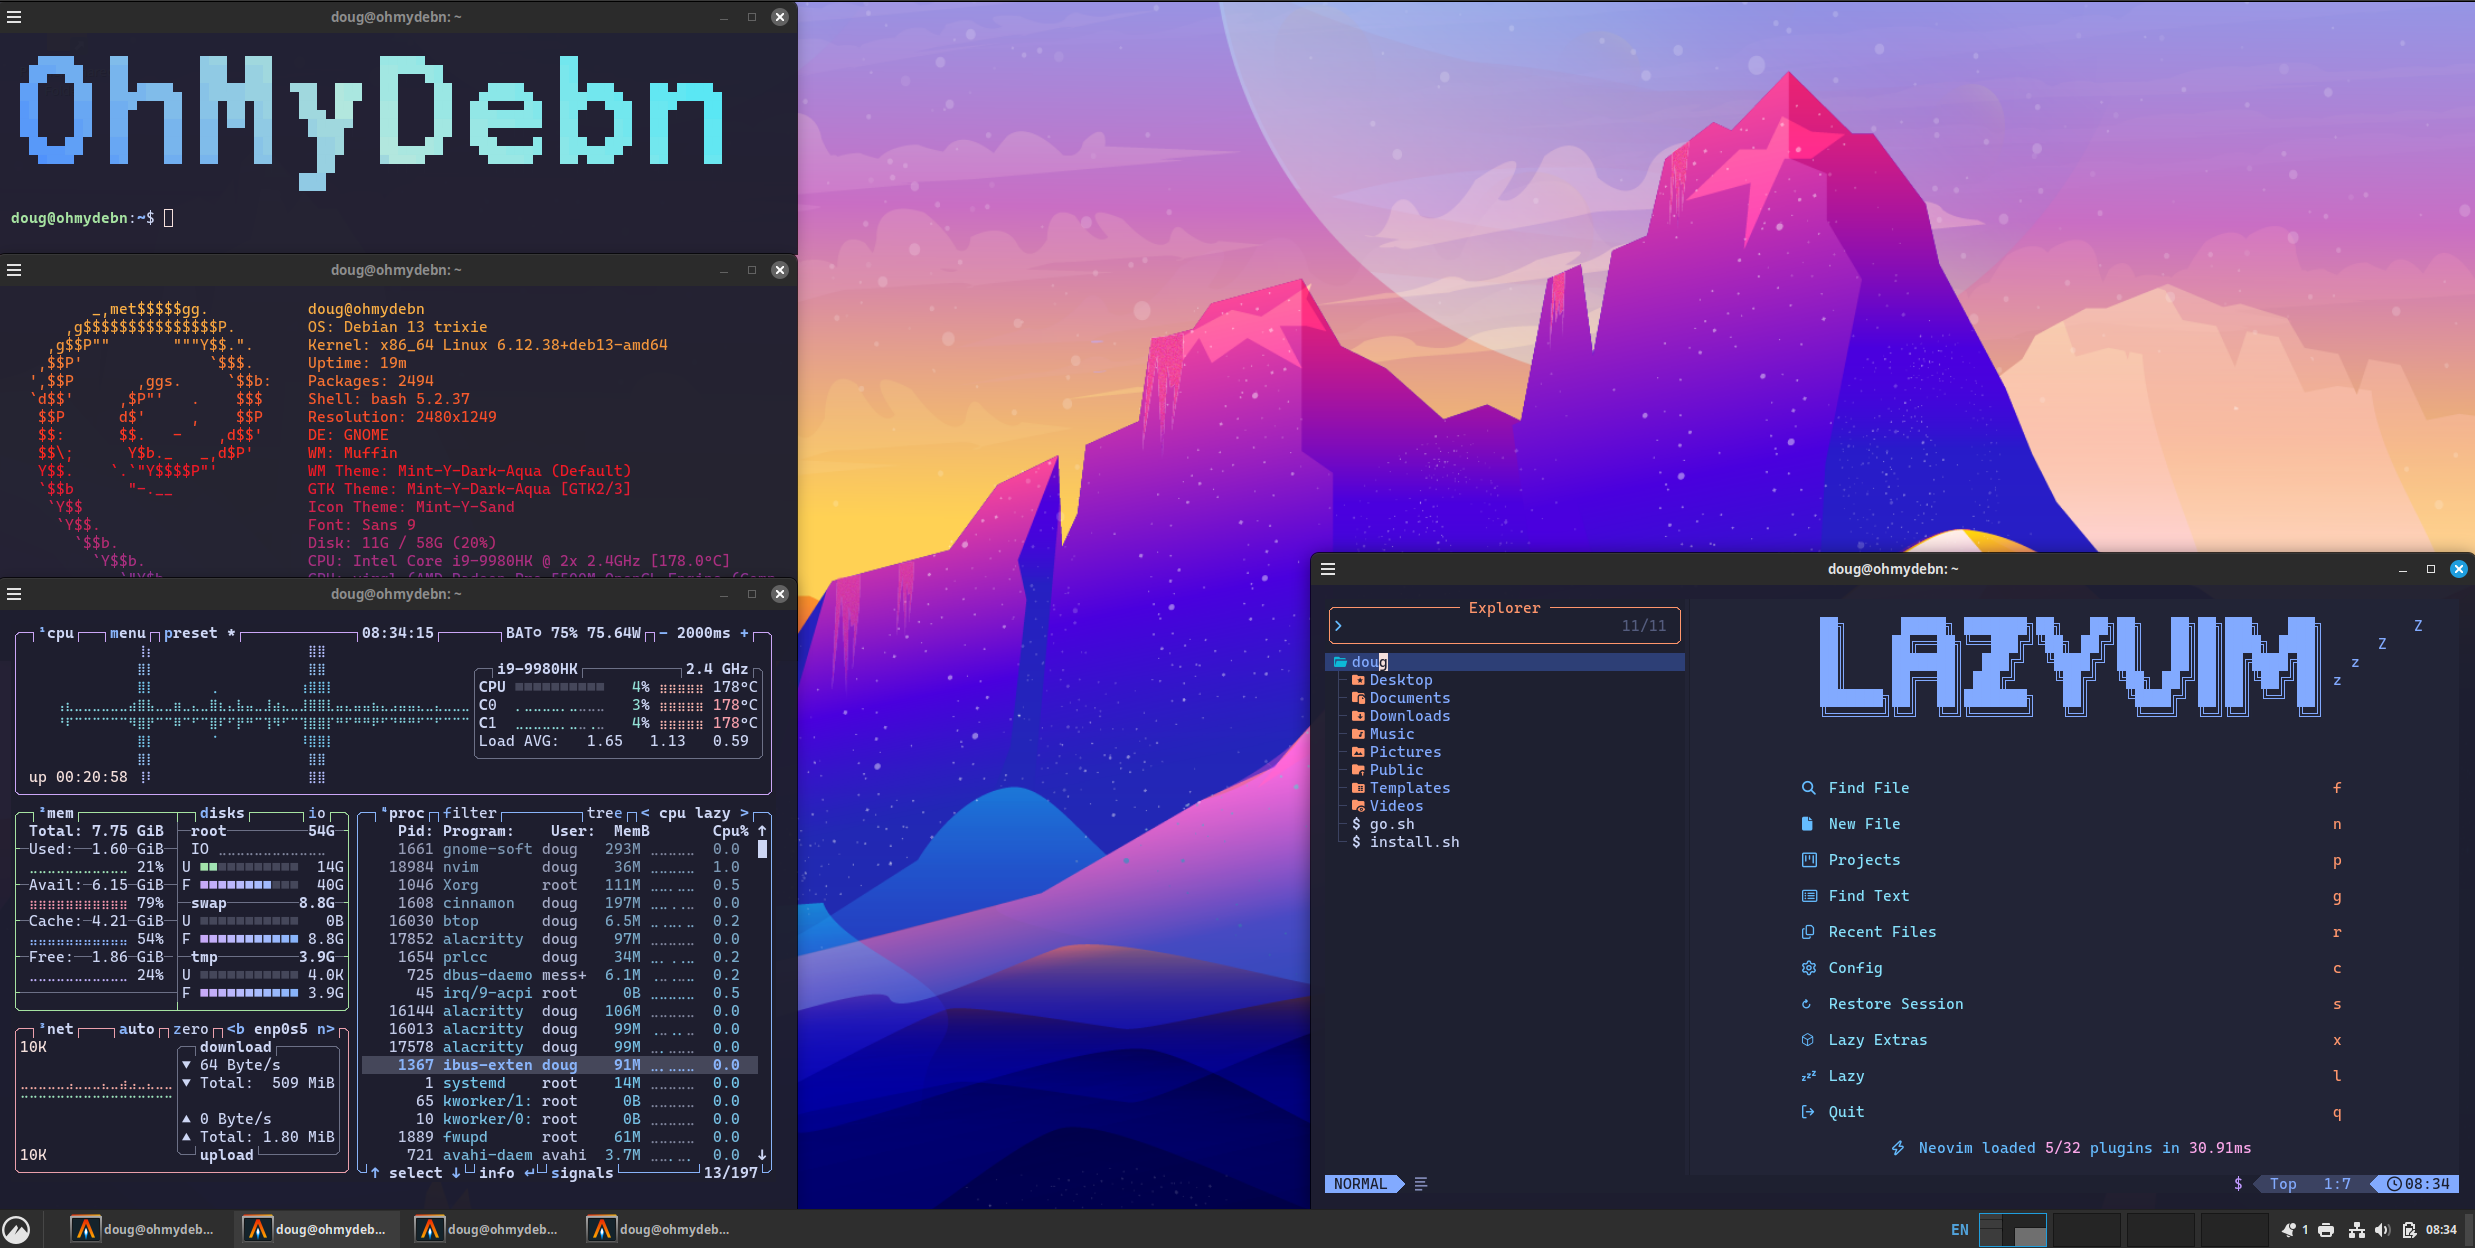 doug@ohmydebn: ~
OhMyDebn
doug@ohmydebn:~$
doug@ohmydebn: ~
_,met$$$$$gg.
,g$$$$$$$$$$$$$$$P.
,g$$P"" """Y$$.".
,$$P' `$$$.
',$$P ,ggs. `$$b:
`d$$' ,$P"' . $$$
$$P d$' , $$P
$$: $$. - ,d$$'
$$\; Y$b._ _,d$P'
Y$$. `.`"Y$$$$P"'
`$$b "-.__
`Y$$
`Y$$.
`$$b.
`Y$$b.
doug@ohmydebn
OS: Debian 13 trixie
Kernel: x86_64 Linux 6.12.38+deb13-amd64
Uptime: 19m
Packages: 2494
Shell: bash 5.2.37
Resolution: 2480x1249
DE: GNOME
WM: Muffin
WM Theme: Mint-Y-Dark-Aqua (Default)
GTK Theme: Mint-Y-Dark-Aqua [GTK2/3]
Icon Theme: Mint-Y-Sand
Font: Sans 9
Disk: 11G / 58G (20%)
CPU: Intel Core i9-9980HK @ 2x 2.4GHz [178.0ºC]
doug@ohmydebn: ~
¹cpu menu preset * 08:34:15 BAT 75% 75.64W - 2000ms +
i9-9980HK 2.4 GHz
CPU 4% 178°C
C0 3% 178°C
C1 4% 178°C
Load AVG: 1.65 1.13 0.59
up 00:20:58
²mem
Total: 7.75 GiB
Used: 1.60 GiB
21%
Avail: 6.15 GiB
79%
Cache: 4.21 GiB
54%
Free: 1.86 GiB
24%
disks io
root 54G
IO
U 14G
F 40G
swap 8.8G
U 0B
F 8.8G
tmp 3.9G
U 4.0K
F 3.9G
³net auto zero <b enp0s5 n>
10K
download
▼ 64 Byte/s
▼ Total: 509 MiB
▲ 0 Byte/s
▲ Total: 1.80 MiB
upload
10K
⁴proc filter tree < cpu lazy >
Pid: Program: User: MemB Cpu% ↑
1661 gnome-soft doug 293M 0.0
18984 nvim doug 36M 1.0
1046 Xorg root 111M 0.5
1608 cinnamon doug 197M 0.0
16030 btop doug 6.5M 0.2
17852 alacritty doug 97M 0.0
1654 prlcc doug 34M 0.2
725 dbus-daemo mess+ 6.1M 0.2
45 irq/9-acpi root 0B 0.5
16144 alacritty doug 106M 0.0
16013 alacritty doug 99M 0.0
17578 alacritty doug 99M 0.0
1367 ibus-exten doug 91M 0.0
1 systemd root 14M 0.0
65 kworker/1: root 0B 0.0
10 kworker/0: root 0B 0.0
1889 fwupd root 61M 0.0
721 avahi-daem avahi 3.7M 0.0 ↓
↑ select ↓ info ↵ signals 13/197
doug@ohmydebn: ~
Explorer
> 11/11
doug
Desktop
Documents
Downloads
Music
Pictures
Public
Templates
Videos
$ go.sh
$ install.sh
LAZYVIM
Z
Z
z
z
Find File f
New File n
Projects p
Find Text g
Recent Files r
Config c
Restore Session s
Lazy Extras x
Lazy l
Quit q
Neovim loaded 5/32 plugins in 30.91ms
NORMAL
$ Top 1:7 08:34
doug@ohmydeb...
doug@ohmydeb...
doug@ohmydeb...
doug@ohmydeb...
EN
1
08:34